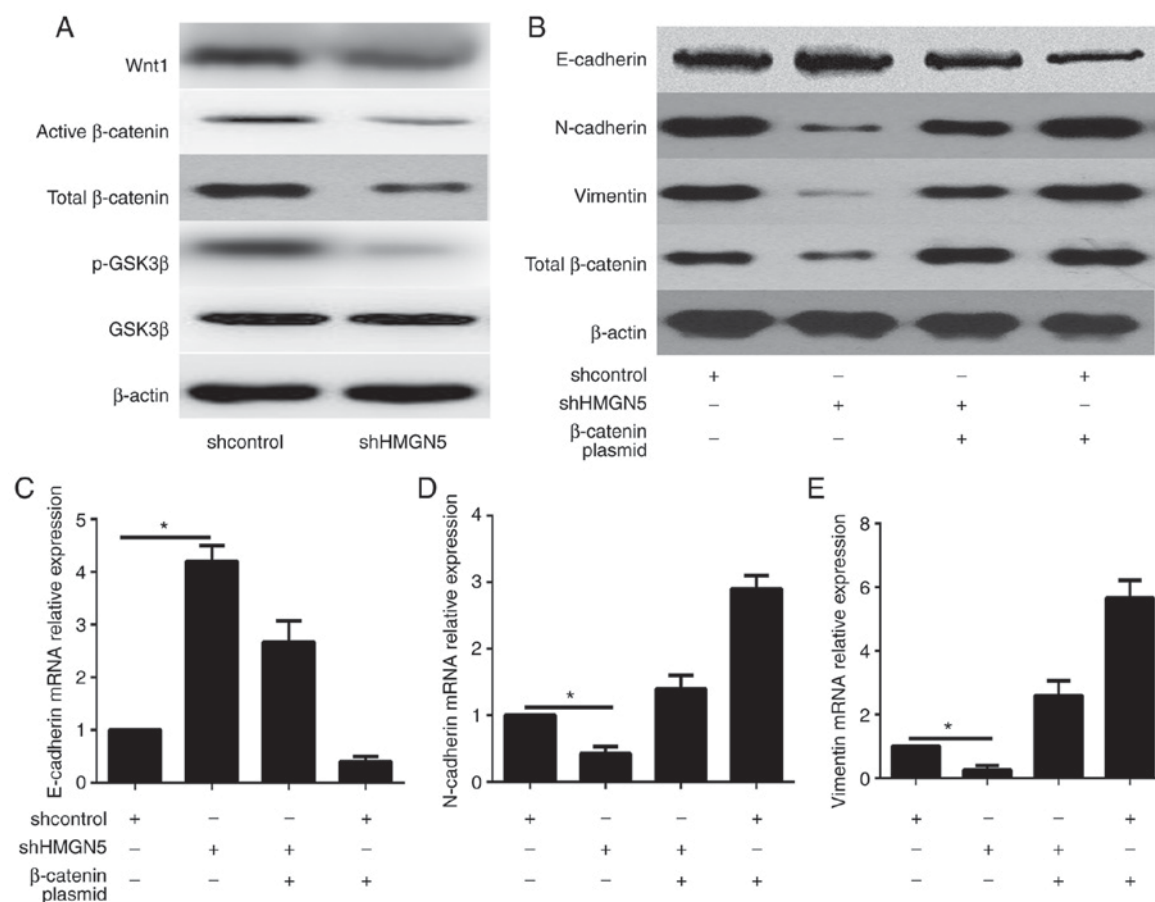 A
Wnt1
Active β-catenin
Total β-catenin
p-GSK3β
GSK3β
β-actin
shcontrol shHMGN5
B
E-cadherin
N-cadherin
Vimentin
Total β-catenin
β-actin
shcontrol + – – +
shHMGN5 – + + –
β-catenin
plasmid – – + +
C
E-cadherin mRNA relative expression
5
4
3
2
1
0
*
shcontrol + – – +
shHMGN5 – + + –
β-catenin
plasmid – – + +
D
N-cadherin mRNA relative expression
4
3
2
1
0
*
+ – – +
– + + –
– – + +
E
Vimentin mRNA relative expression
8
6
4
2
0
*
+ – – +
– + + –
– – + +